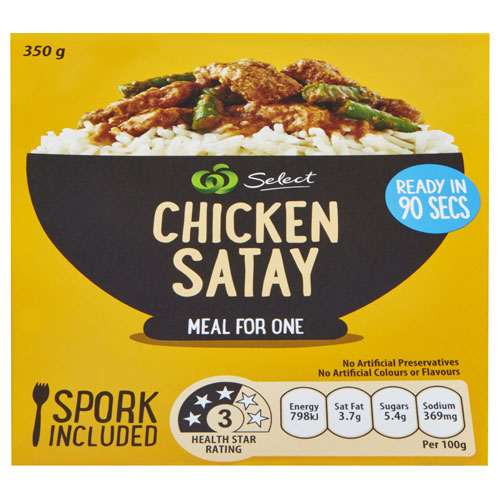 350 g
Select
READY IN
90 SECS
CHICKEN
SATAY
MEAL FOR ONE
No Artificial Preservatives
No Artificial Colours or Flavours
SPORK
INCLUDED
3
HEALTH STAR
RATING
Energy
798kJ
Sat Fat
3.7g
Sugars
5.4g
Sodium
369mg
Per 100g